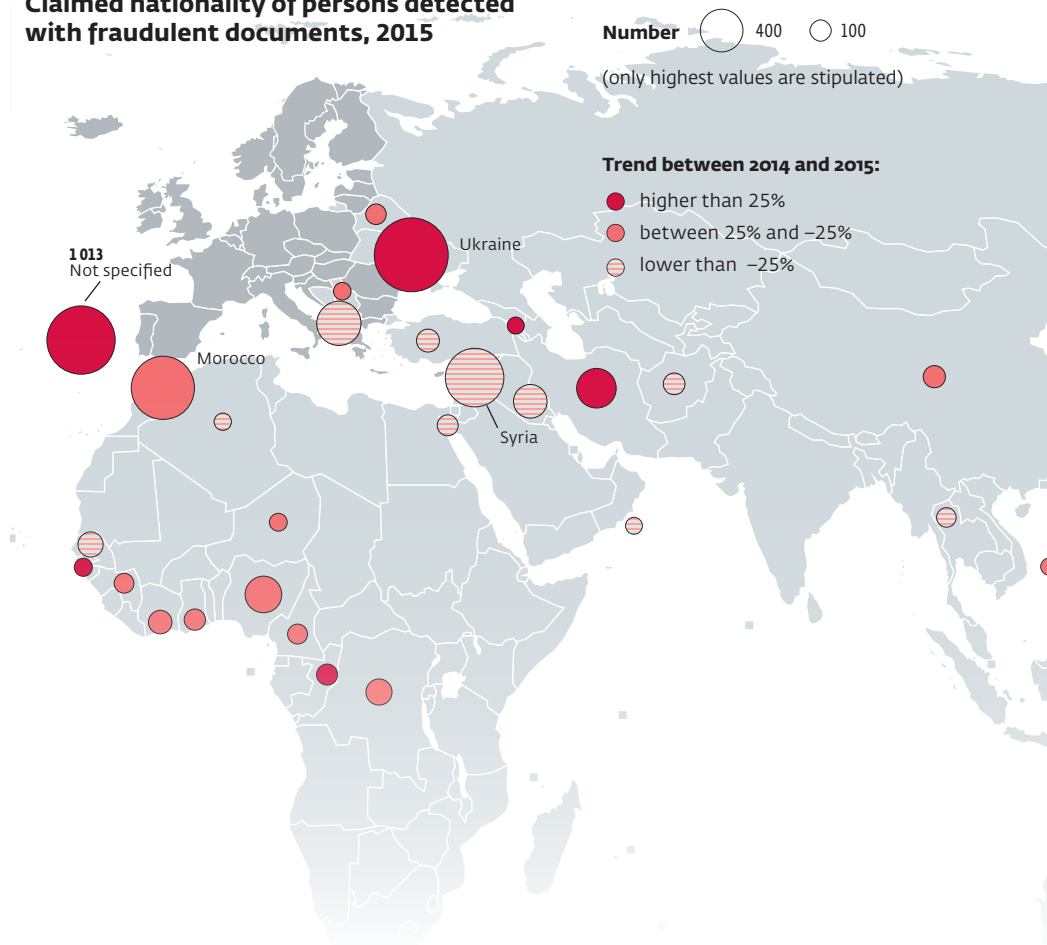 Claimed nationality of persons detected
with fraudulent documents, 2015
Number 400 100
(only highest values are stipulated)
Trend between 2014 and 2015:
higher than 25%
between 25% and –25%
lower than –25%
Ukraine
1 013
Not specified
Morocco
Syria